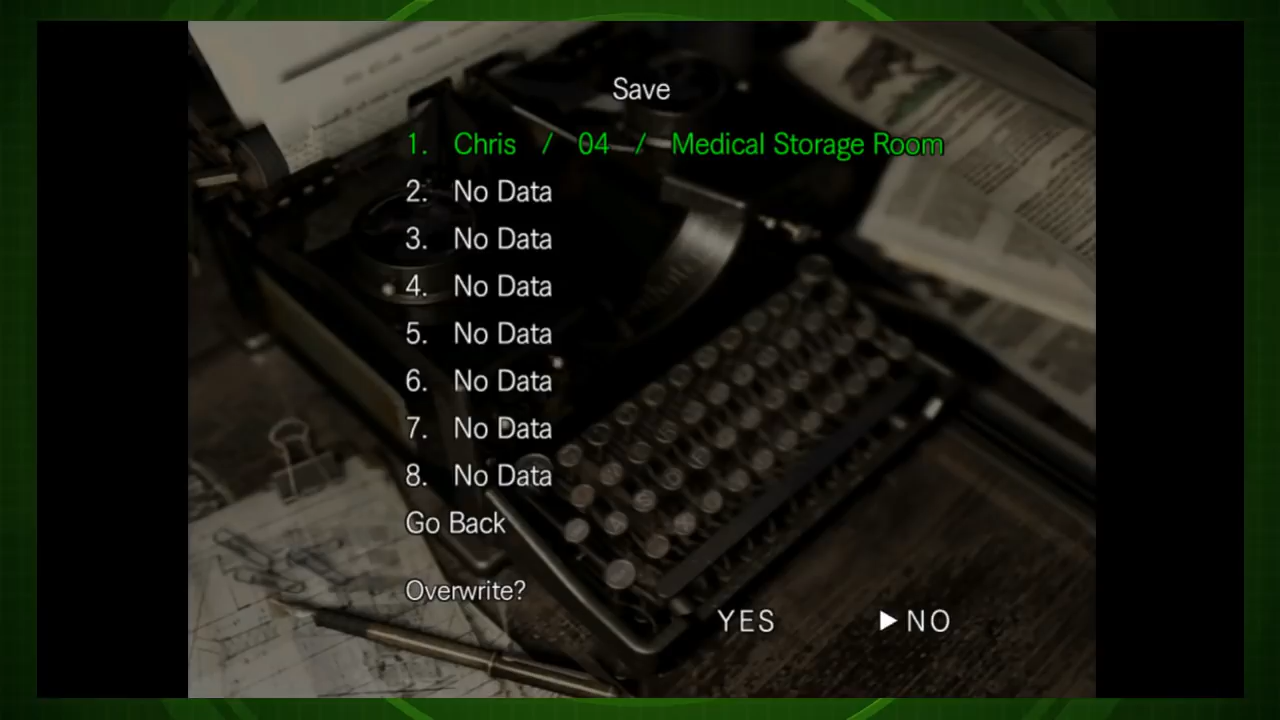 Save
1. Chris / 04 / Medical Storage Room
2. No Data
3. No Data
4. No Data
5. No Data
6. No Data
7. No Data
8. No Data
Go Back
Overwrite?
YES ▶NO